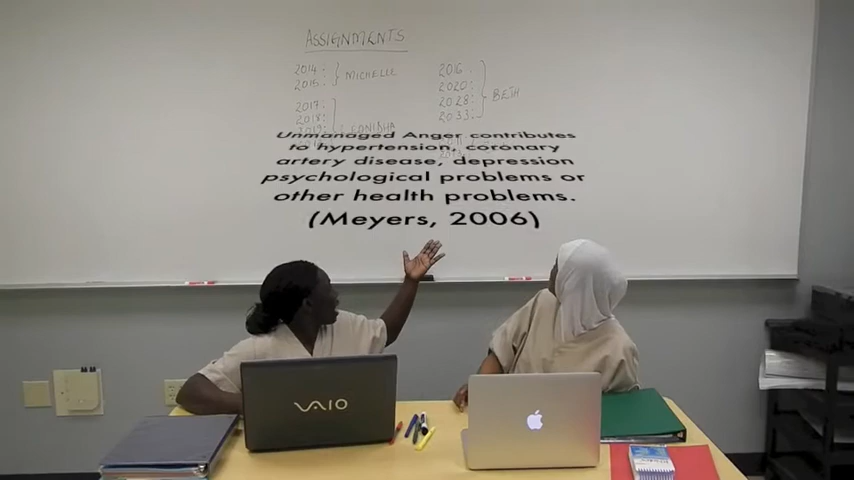 ASSIGNMENTS
2014:
2015:
MICHELLE
2016
2020:
2028:
2033:
BETH
2017:
2018:
2019
Unmanaged Anger contributes
to hypertension, coronary
artery disease, depression
psychological problems or
other health problems.
(Meyers, 2006)
VAIO